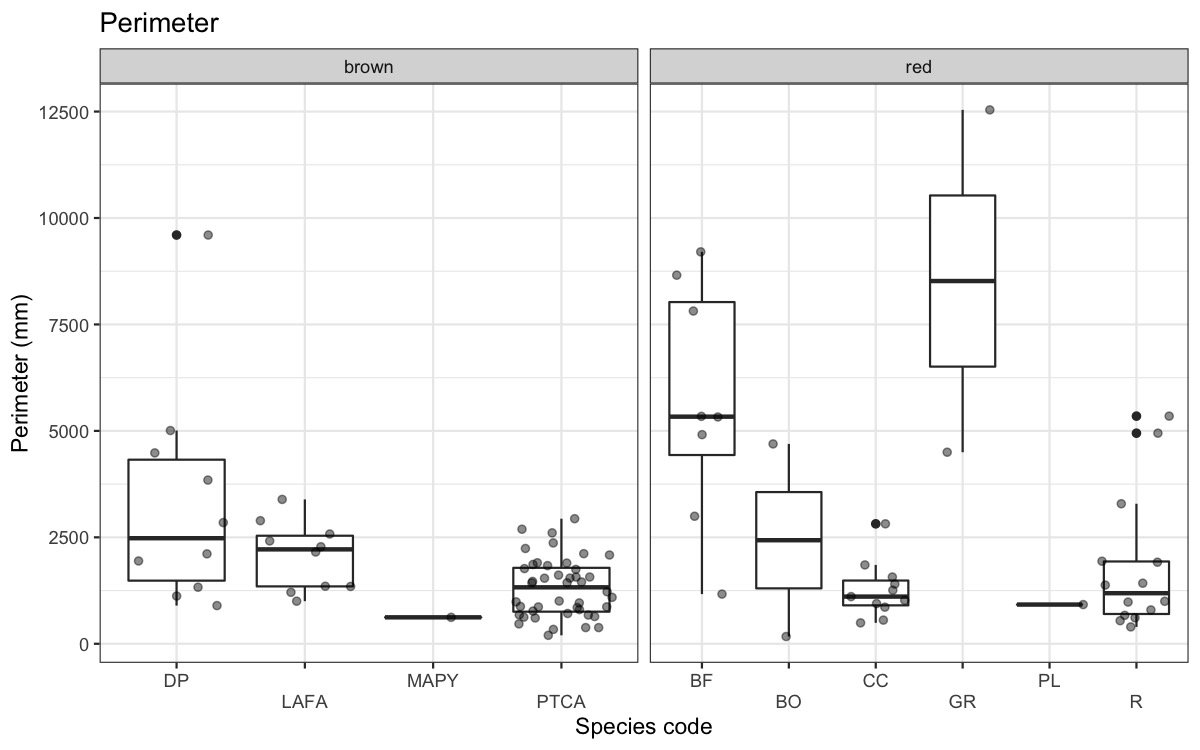 Perimeter
brown red
12500
10000
7500
5000
2500
0
Perimeter (mm)
DP MAPY BF CC PL
LAFA PTCA BO GR R
Species code